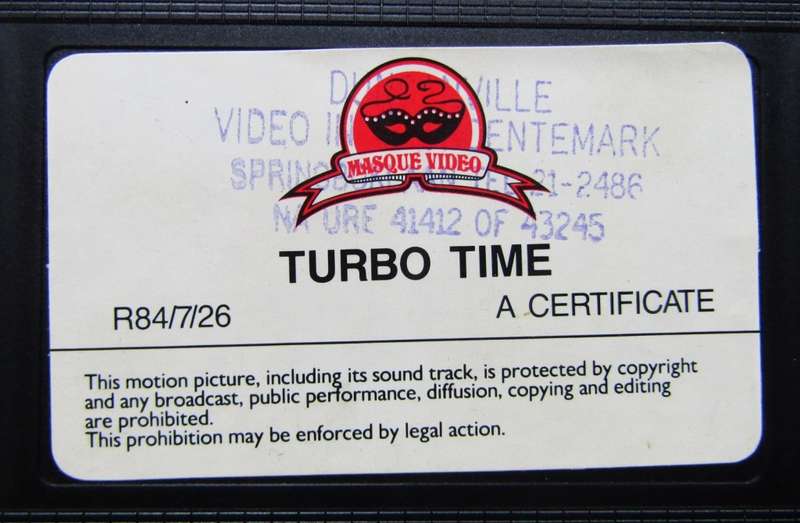 VILLE
VIDEO ENTEMARK
MASQUE VIDEO
21-2486
41412 OF 43245
TURBO TIME
R84/7/26
A CERTIFICATE
This motion picture, including its sound track, is protected by copyright
and any broadcast, public performance, diffusion, copying and editing
are prohibited.
This prohibition may be enforced by legal action.